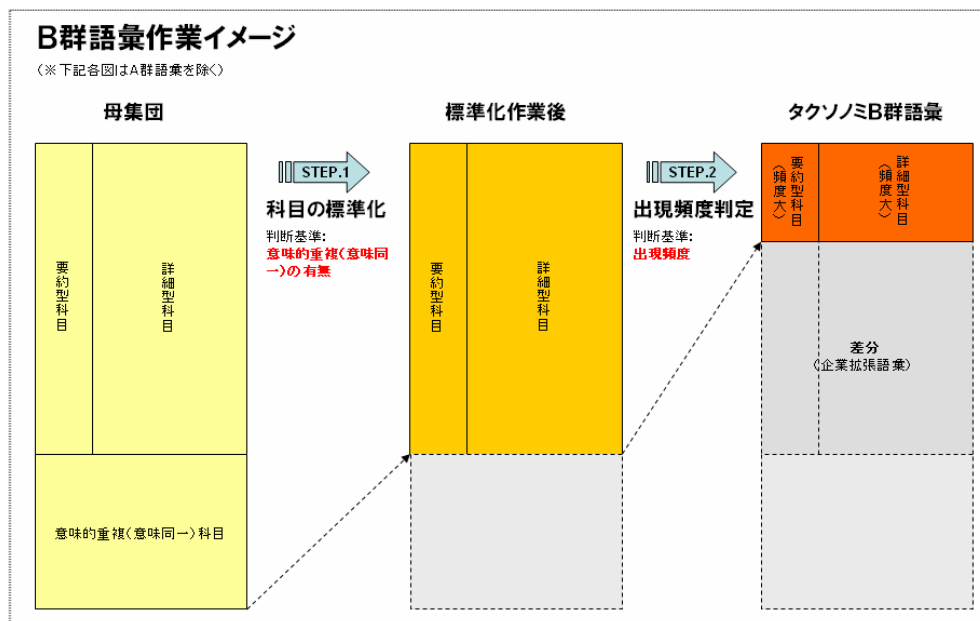 B群語彙作業イメージ
(※下記各図はA群語彙を除く)
母集団
標準化作業後
タクソノミB群語彙
STEP.1
科目の標準化
判断基準:
意味的重複(意味同
一)の有無
STEP.2
出現頻度判定
判断基準:
出現頻度
要約型科目
詳細型科目
意味的重複(意味同一)科目
要約型科目
詳細型科目
要約型科目
(頻度大)
詳細型科目
(頻度大)
差分
(企業拡張語彙)